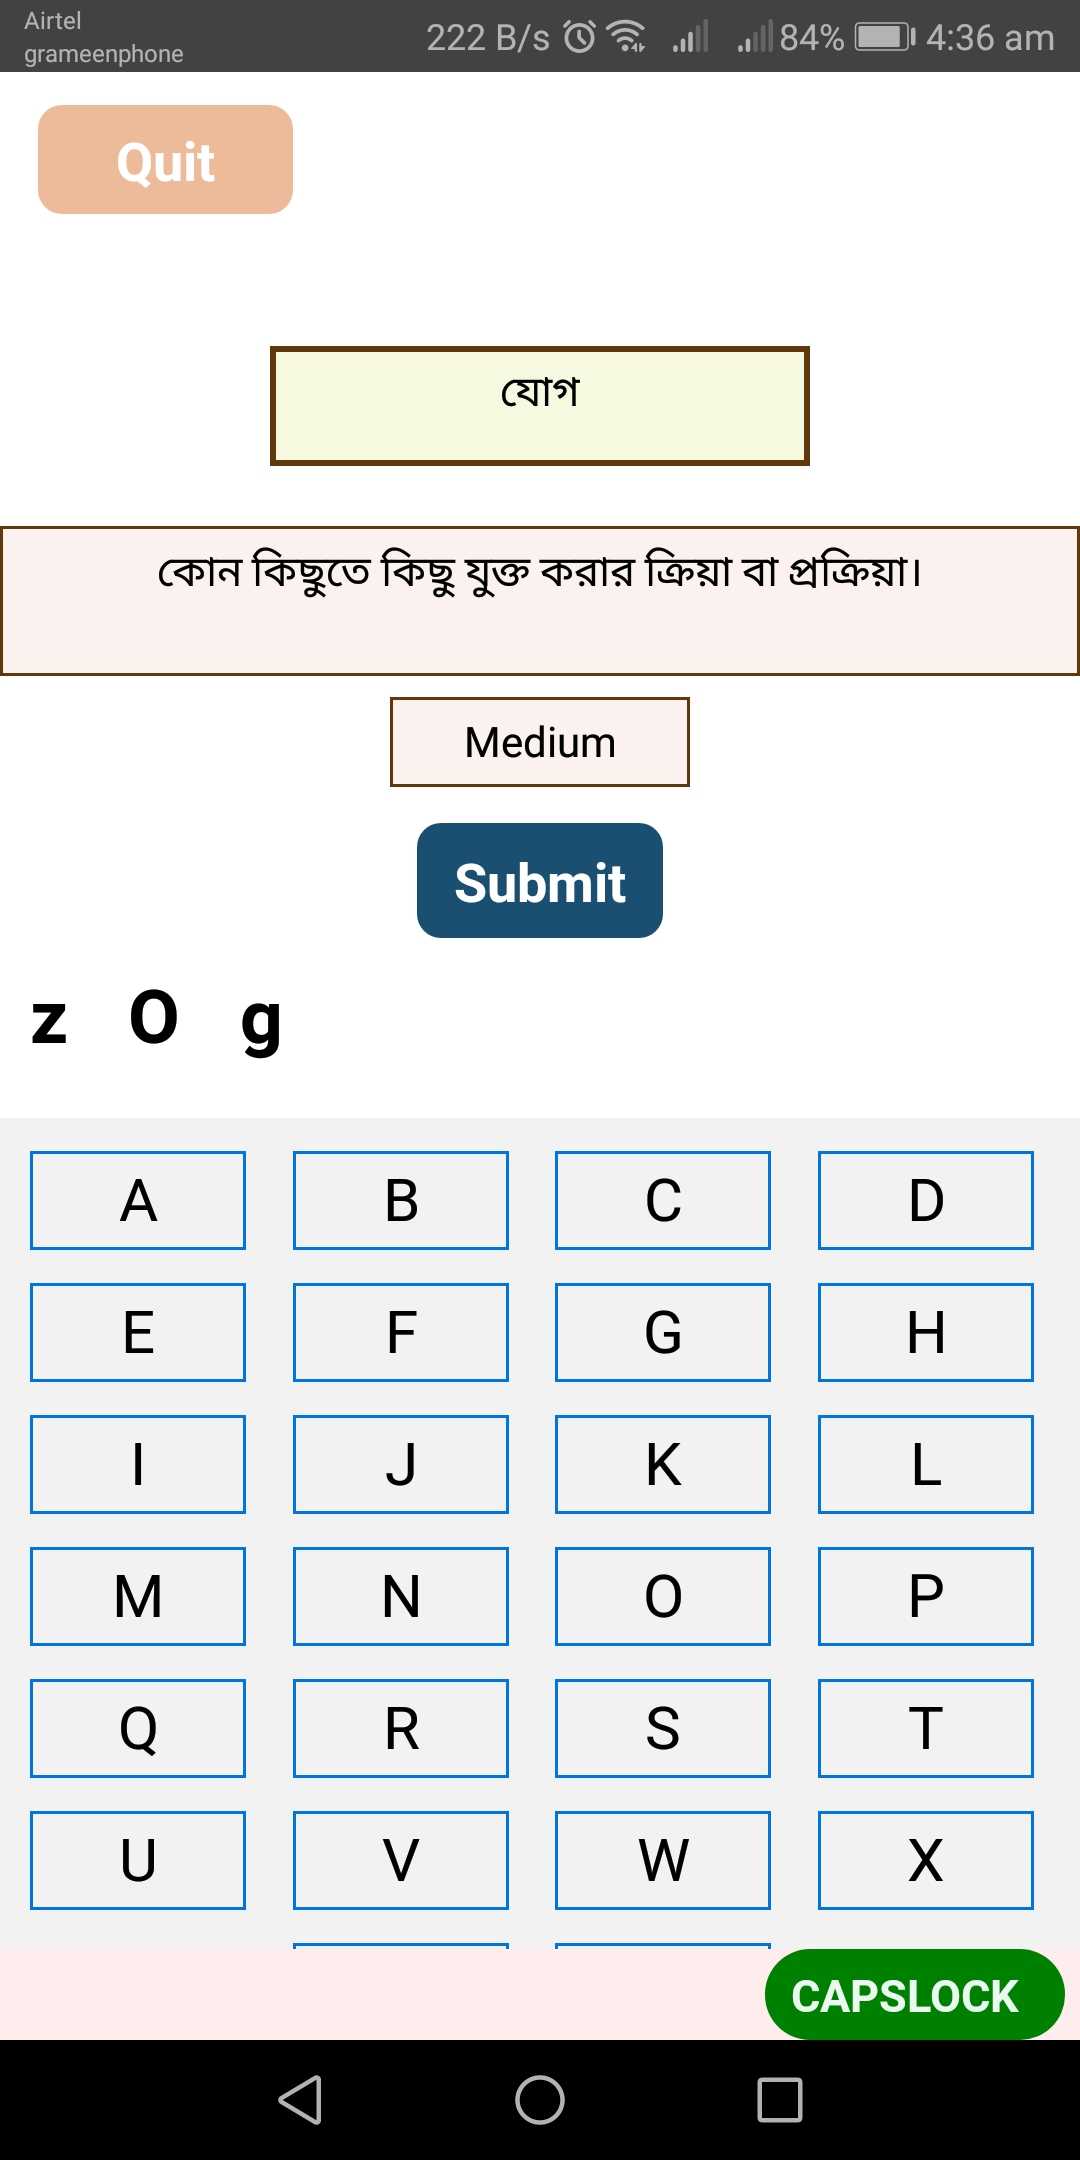 Airtel
grameenphone
222 B/s 84% 4:36 am
Quit
যোগ
কোন কিছুতে কিছু যুক্ত করার ক্রিয়া বা প্রক্রিয়া।
Medium
Submit
z O g
A B C D
E F G H
I J K L
M N O P
Q R S T
U V W X
CAPSLOCK